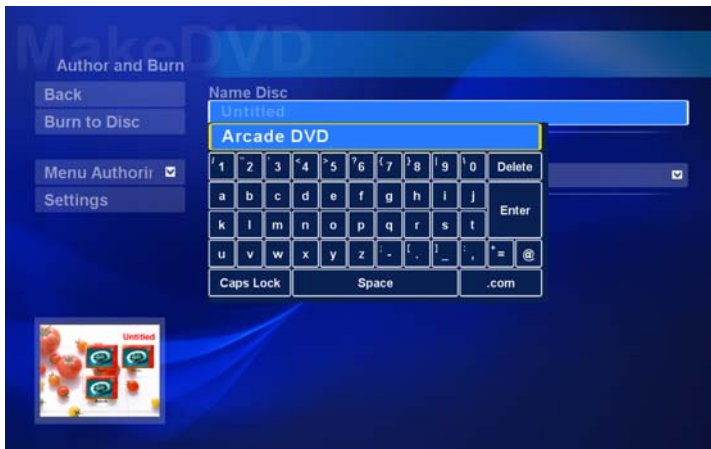 MakeDVD
Author and Burn
Back
Burn to Disc
Menu Authorin
Settings
Name Disc
Untitled
Arcade DVD
! 1 " 2 ' 3 < 4 > 5 ? 6 { 7 } 8 | 9 \ 0 Delete
a b c d e f g h i j
Enter
k l m n o p q r s t
u v w x y z ; - [ . ] _ : , * = @
Caps Lock Space .com
Untitled